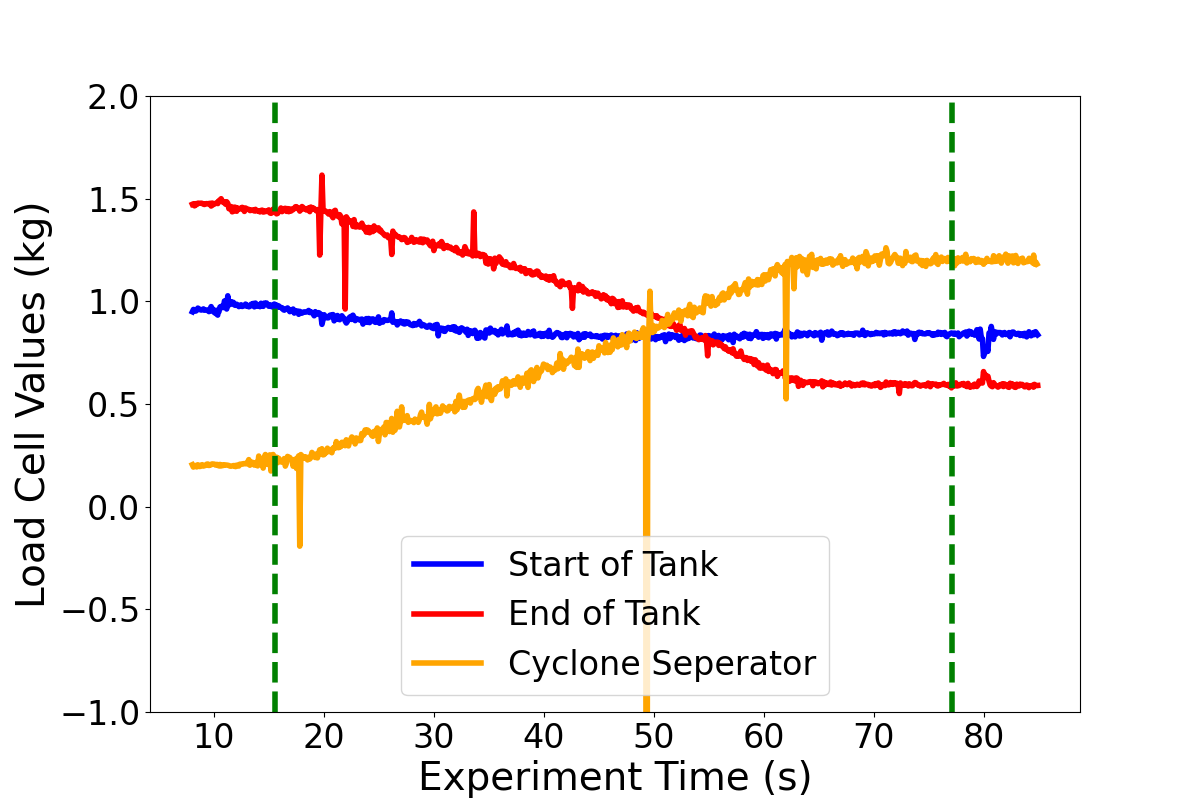 Load Cell Values (kg)
2.0
1.5
1.0
0.5
0.0
−0.5
−1.0
Start of Tank
End of Tank
Cyclone Seperator
10 20 30 40 50 60 70 80
Experiment Time (s)